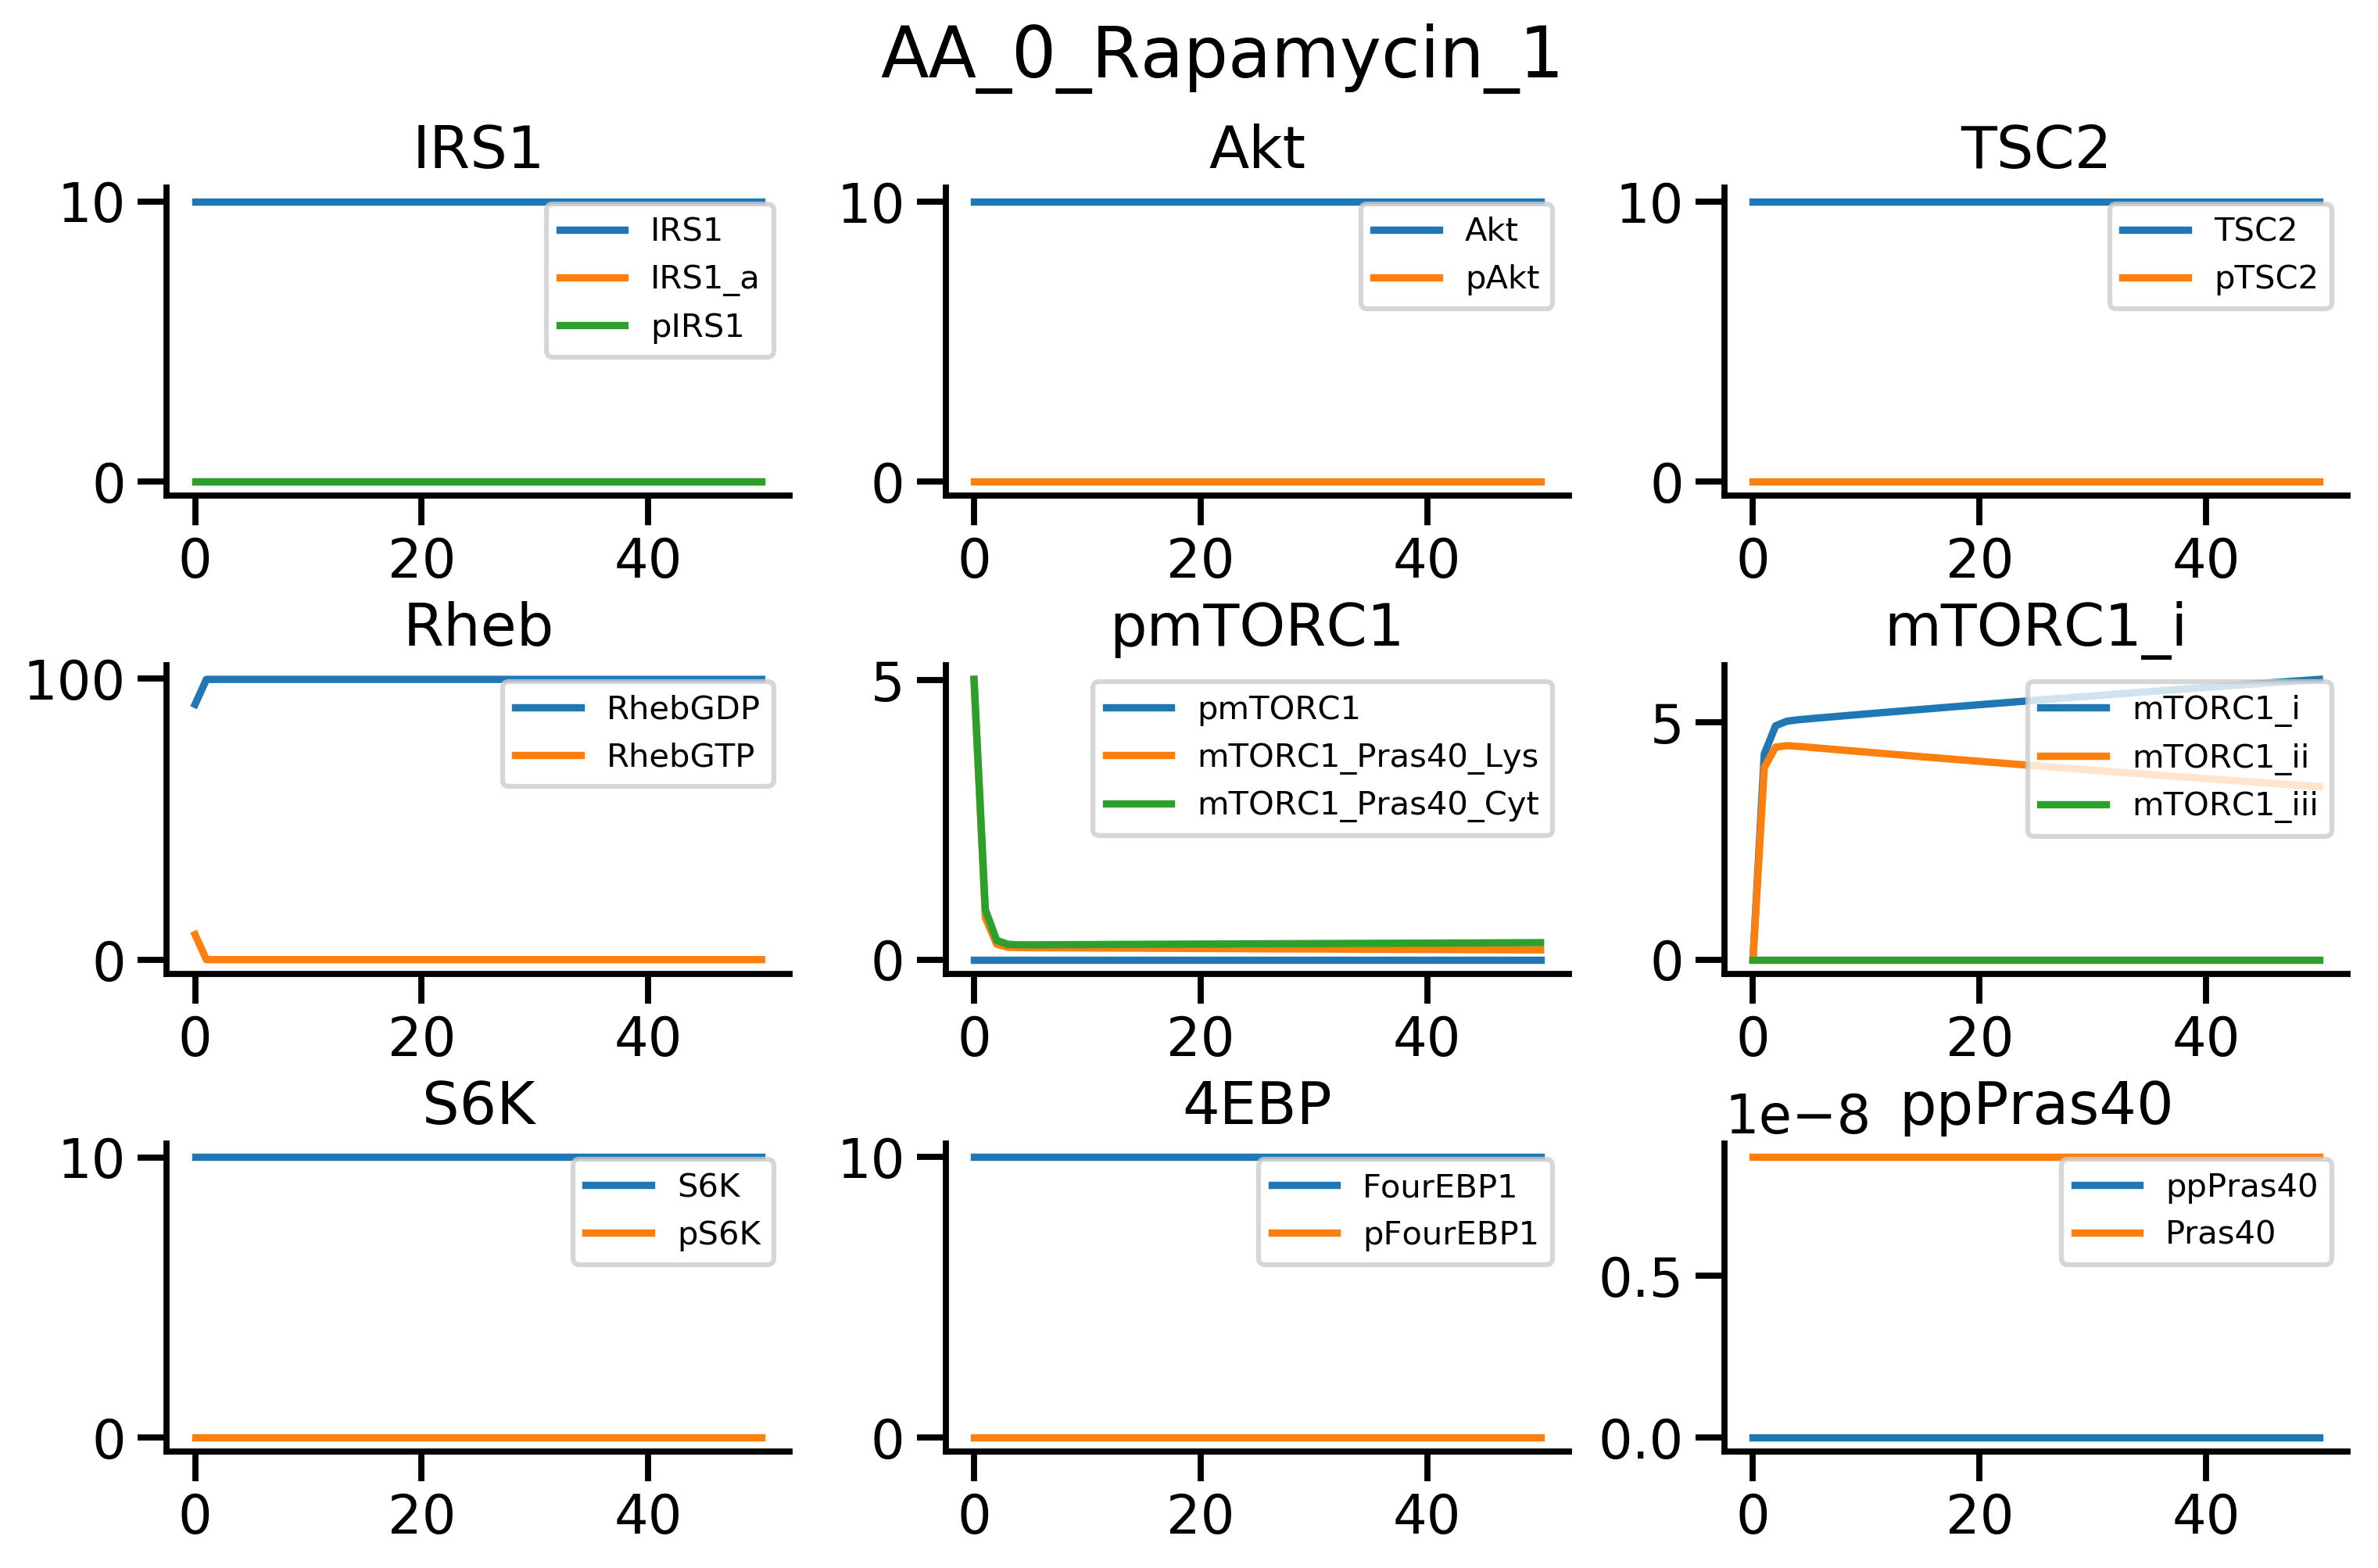 AA_0_Rapamycin_1
IRS1
10
0
0 20 40
IRS1
IRS1_a
pIRS1
Akt
10
0
0 20 40
Akt
pAkt
TSC2
10
0
0 20 40
TSC2
pTSC2
Rheb
100
0
0 20 40
RhebGDP
RhebGTP
pmTORC1
5
0
0 20 40
pmTORC1
mTORC1_Pras40_Lys
mTORC1_Pras40_Cyt
mTORC1_i
5
0
0 20 40
mTORC1_i
mTORC1_ii
mTORC1_iii
S6K
10
0
0 20 40
S6K
pS6K
4EBP
10
0
0 20 40
FourEBP1
pFourEBP1
1e−8 ppPras40
0.5
0.0
0 20 40
ppPras40
Pras40